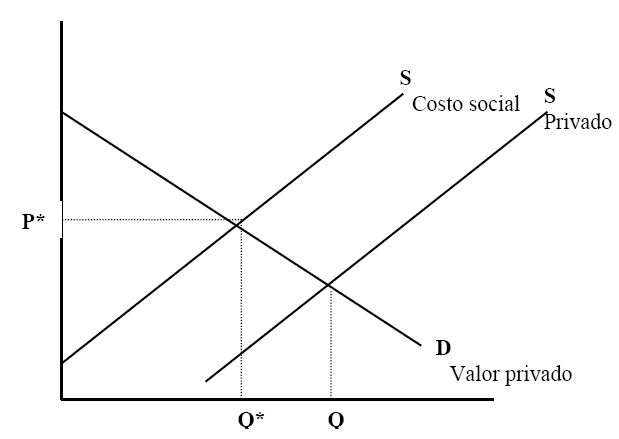 S
Costo social
S
Privado
P*
D
Valor privado
Q*
Q